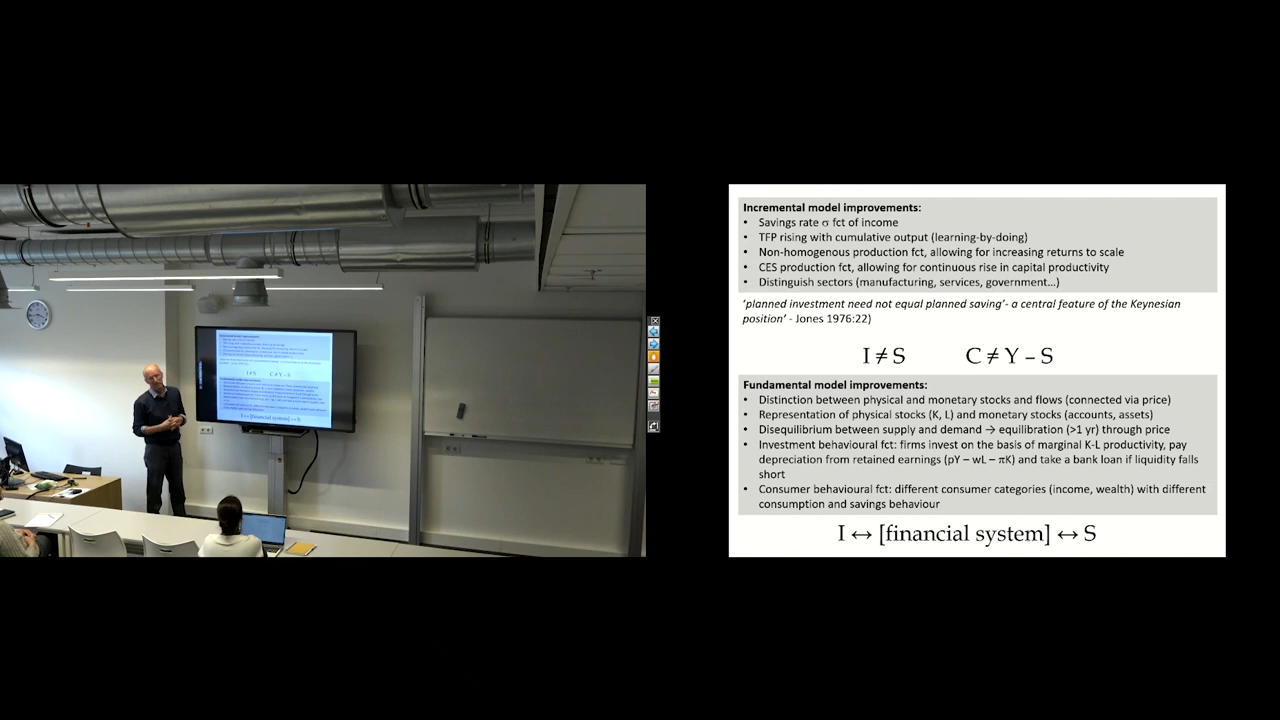 Incremental model improvements:
• Savings rate σ fct of income
• TFP rising with cumulative output (learning-by-doing)
• Non-homogenous production fct, allowing for increasing returns to scale
• CES production fct, allowing for continuous rise in capital productivity
• Distinguish sectors (manufacturing, services, government...)
'planned investment need not equal planned saving'- a central feature of the Keynesian
position' - Jones 1976:22)
I ≠ S C ≠ Y – S
Fundamental model improvements:
• Distinction between physical and monetary stocks and flows (connected via price)
• Representation of physical stocks (K, L) and monetary stocks (accounts, assets)
• Disequilibrium between supply and demand → equilibration (>1 yr) through price
• Investment behavioural fct: firms invest on the basis of marginal K-L productivity, pay
depreciation from retained earnings (pY – wL – πK) and take a bank loan if liquidity falls
short
• Consumer behavioural fct: different consumer categories (income, wealth) with different
consumption and savings behaviour
I ↔ [financial system] ↔ S